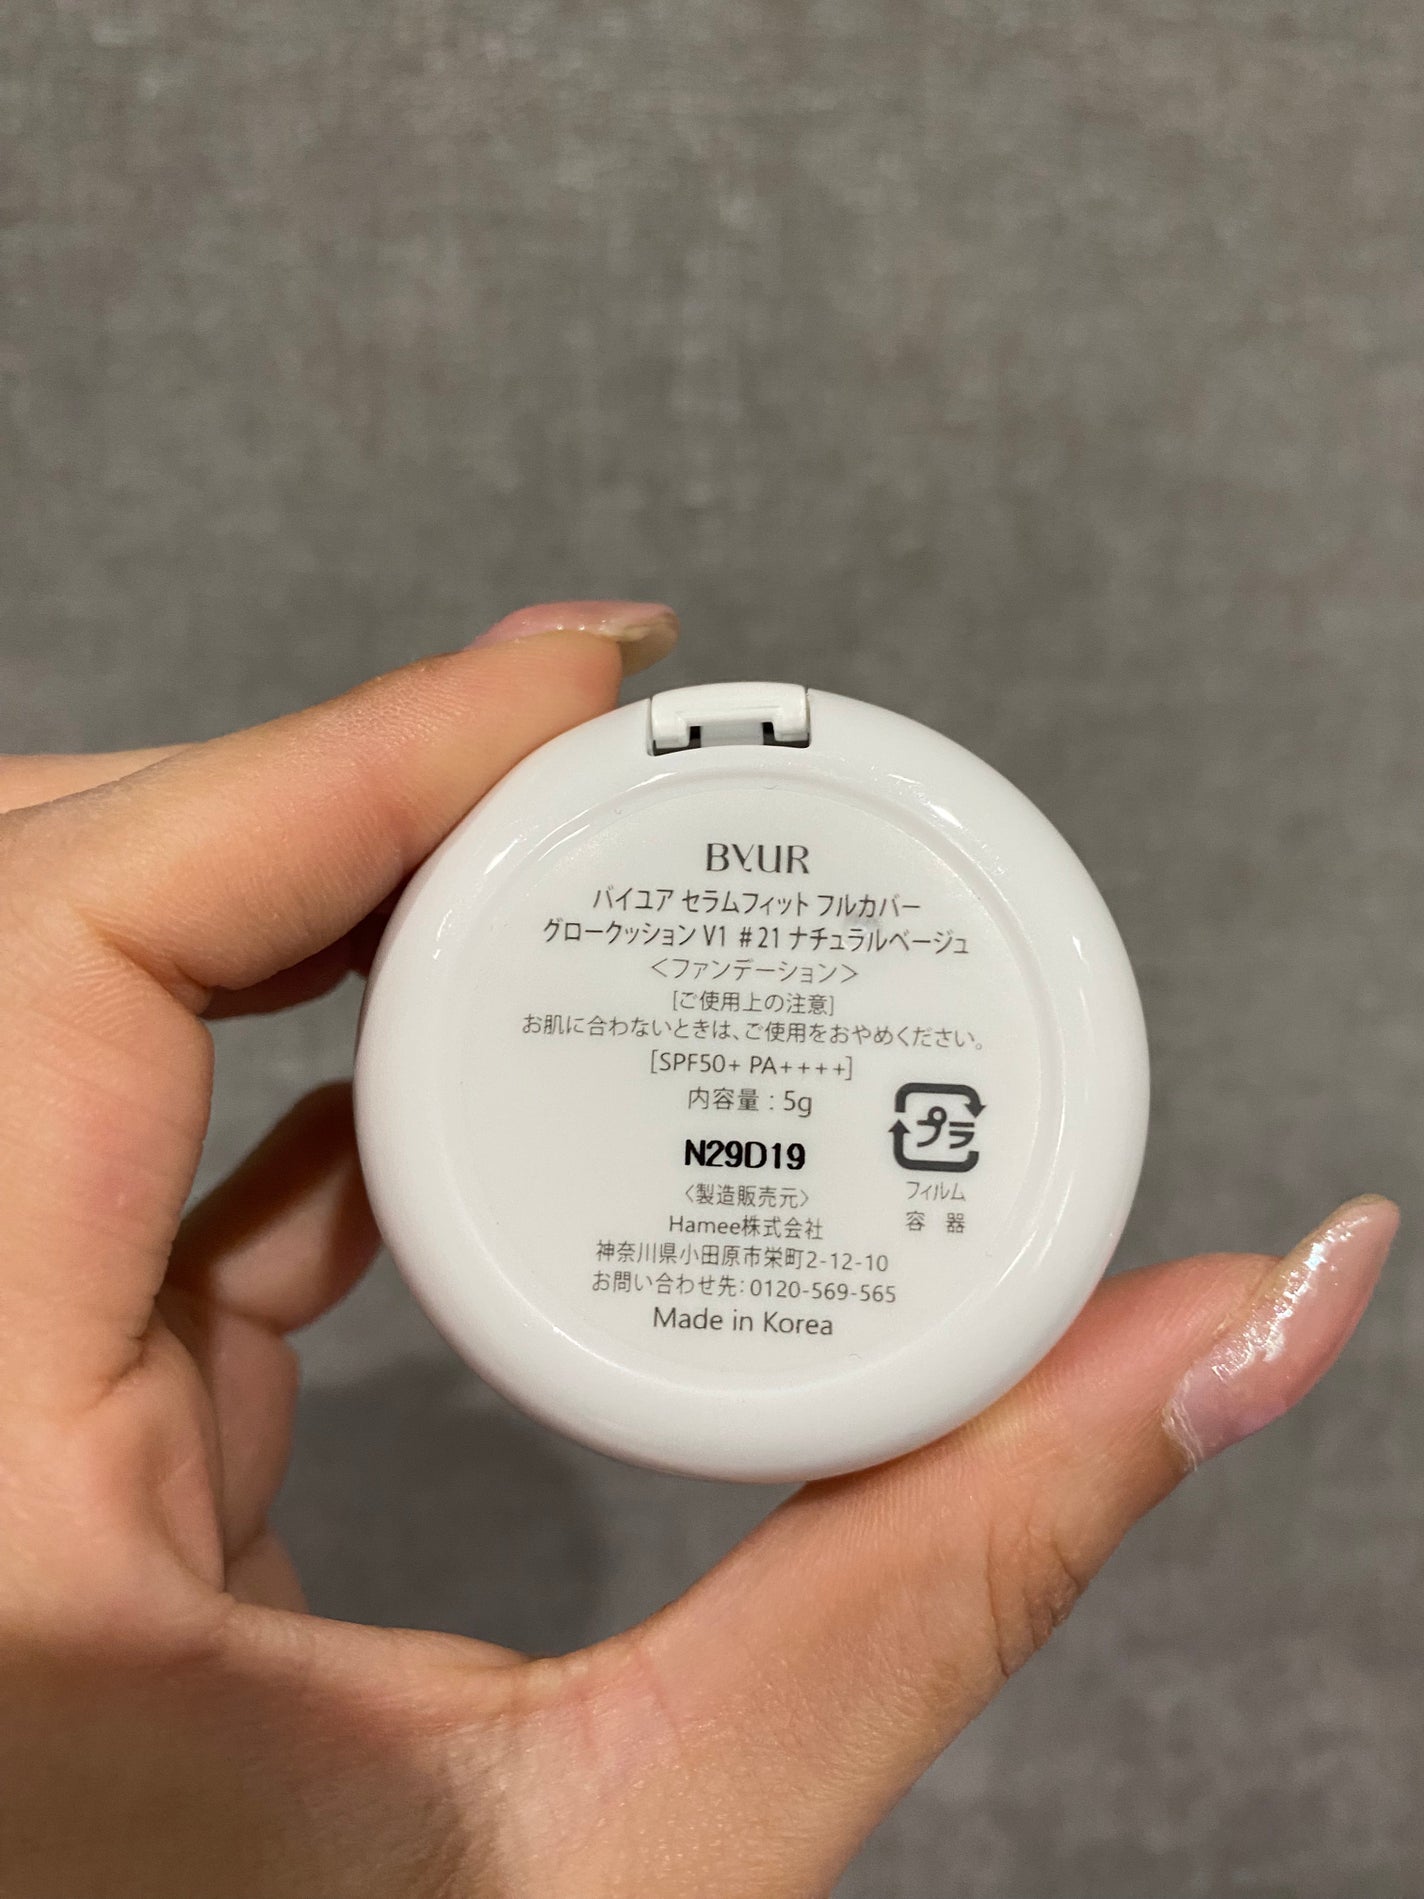 BYUR
バイユア セラムフィット フルカバー
グロークッション V1 #21 ナチュラルベージュ
<ファンデーション>
[ご使用上の注意]
お肌に合わないときは、ご使用をおやめください。
[SPF50+ PA++++]
内容量 : 5g
N29D19
プラ
フィルム
容 器
〈製造販売元〉
Hamee株式会社
神奈川県小田原市栄町2-12-10
お問い合わせ先: 0120-569-565
Made in Korea